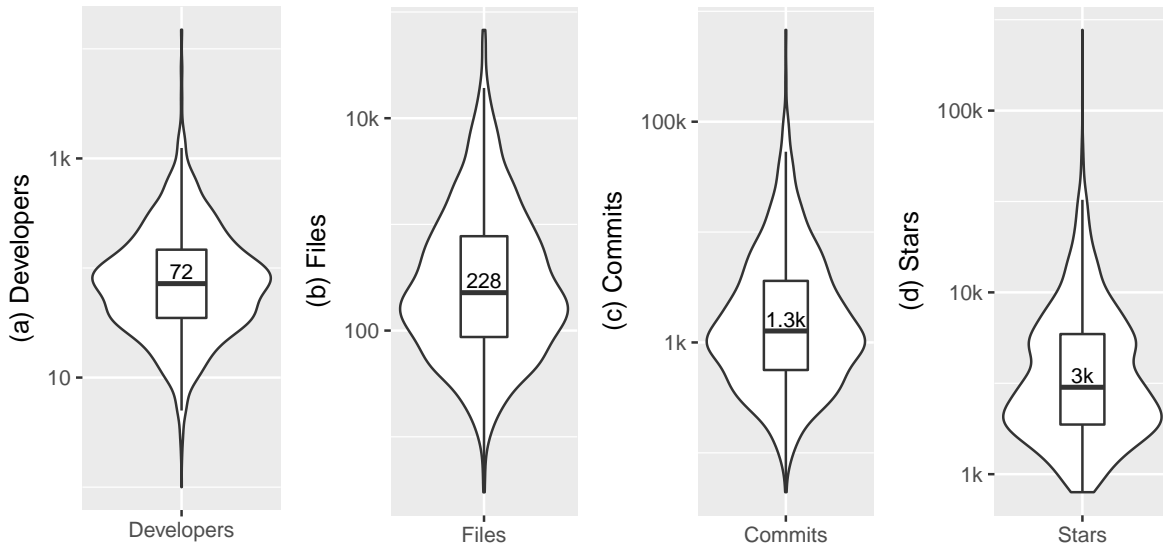 (a) Developers
1k
10
72
Developers
(b) Files
10k
100
228
Files
(c) Commits
100k
1k
1.3k
Commits
(d) Stars
100k
10k
1k
3k
Stars